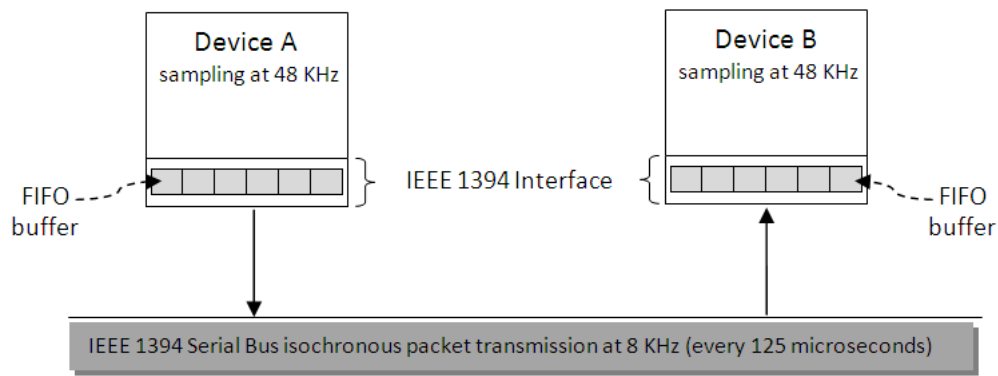 Device A
sampling at 48 KHz
Device B
sampling at 48 KHz
FIFO
buffer
IEEE 1394 Interface
FIFO
buffer
IEEE 1394 Serial Bus isochronous packet transmission at 8 KHz (every 125 microseconds)